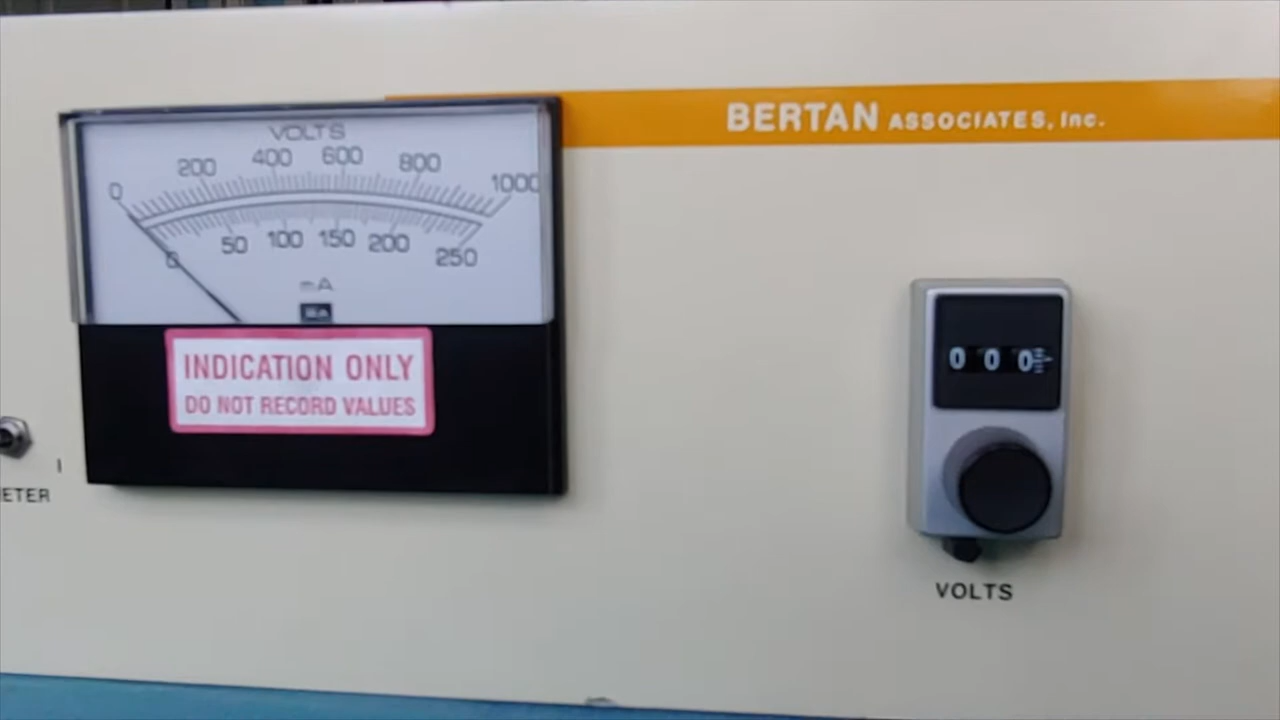 BERTAN ASSOCIATES, Inc.
VOLTS
0 200 400 600 800 1000
0 50 100 150 200 250
mA
INDICATION ONLY
DO NOT RECORD VALUES
0 0 0
I
ETER
VOLTS